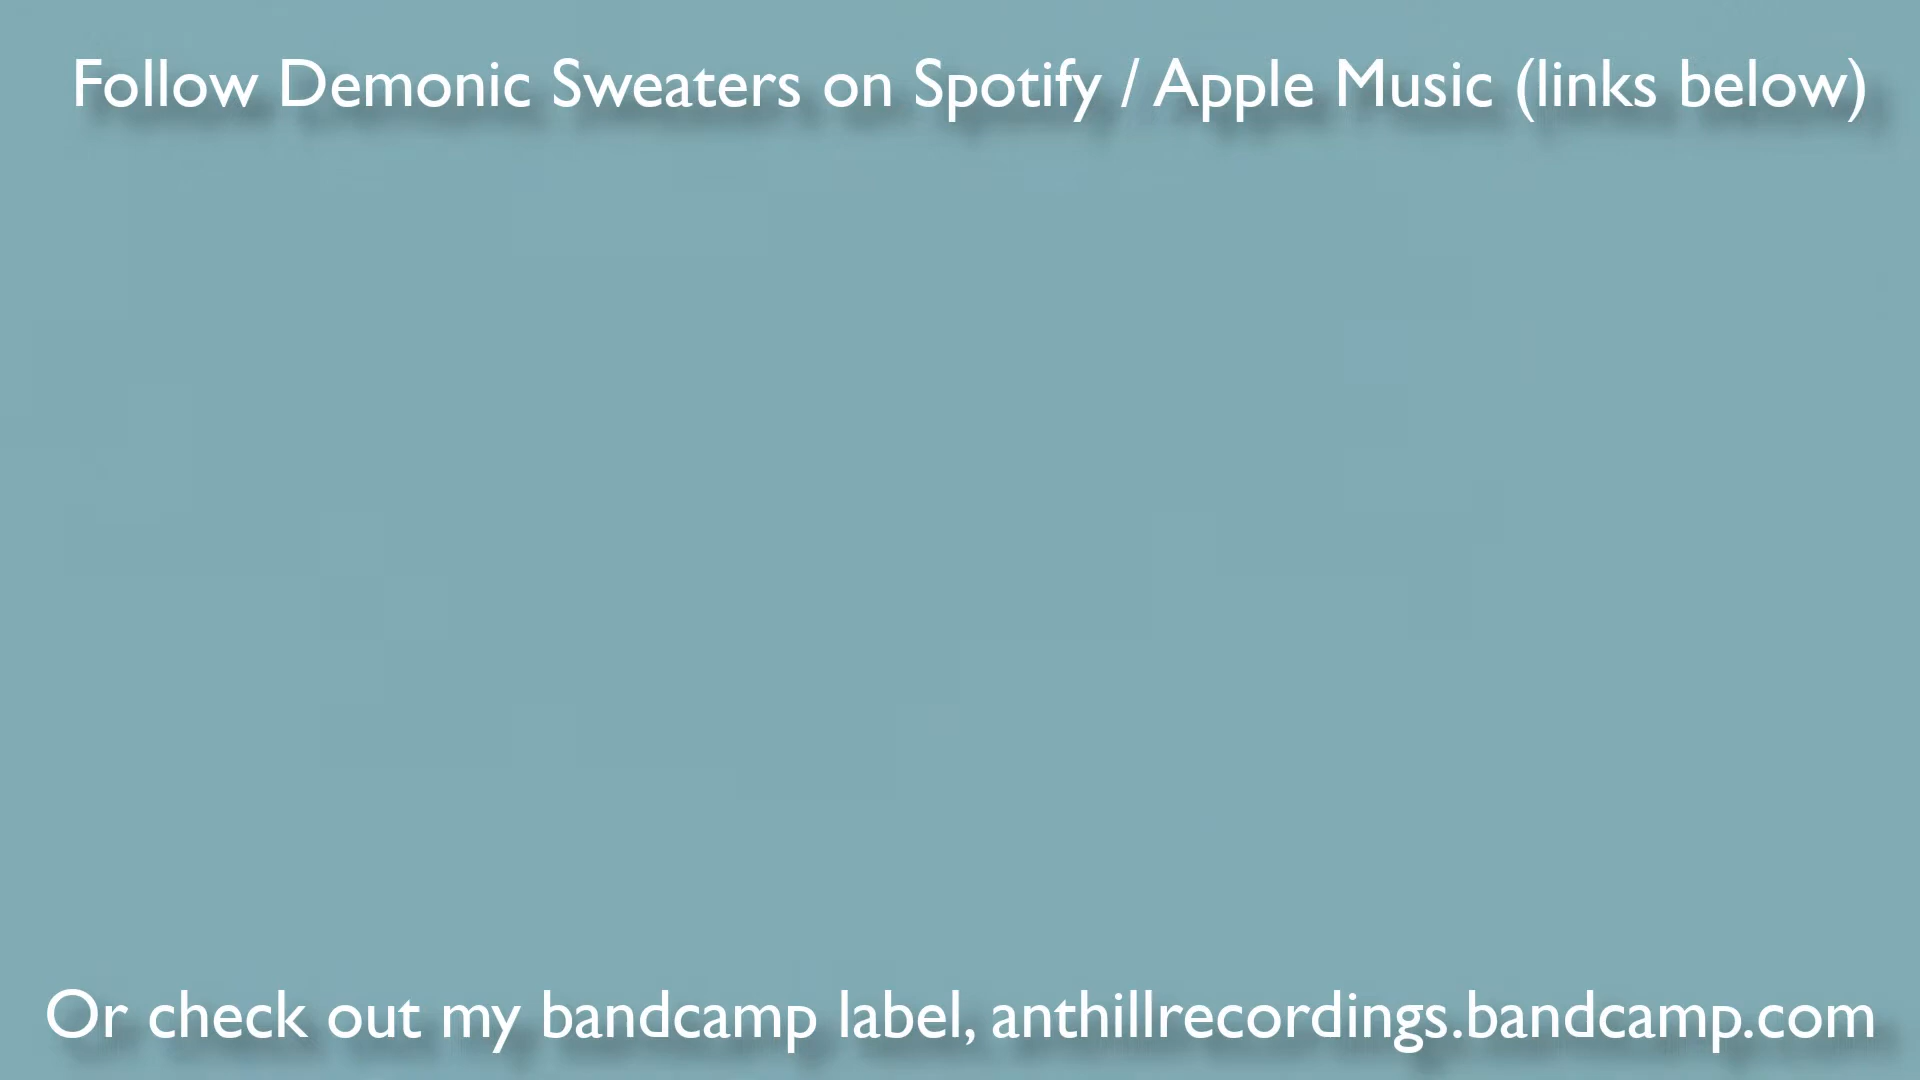 Follow Demonic Sweaters on Spotify / Apple Music (links below)
Or check out my bandcamp label, anthillrecordings.bandcamp.com